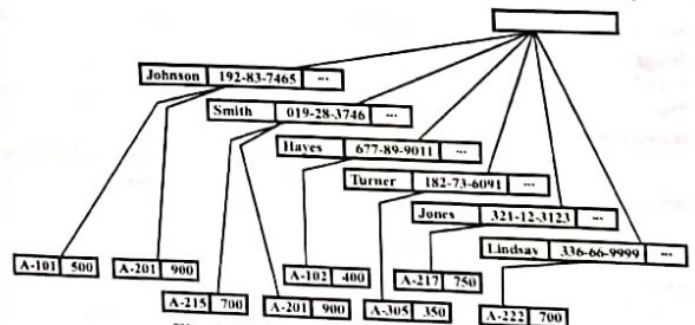 Johnson 192-83-7465 ...
Smith 019-28-3746 ...
Hayes 677-89-9011 ...
Turner 182-73-6091 ...
Jones 321-12-3123 ...
Lindsay 336-66-9999 ...
A-101 500 A-201 900 A-102 400 A-217 750
A-215 700 A-201 900 A-305 350 A-222 700